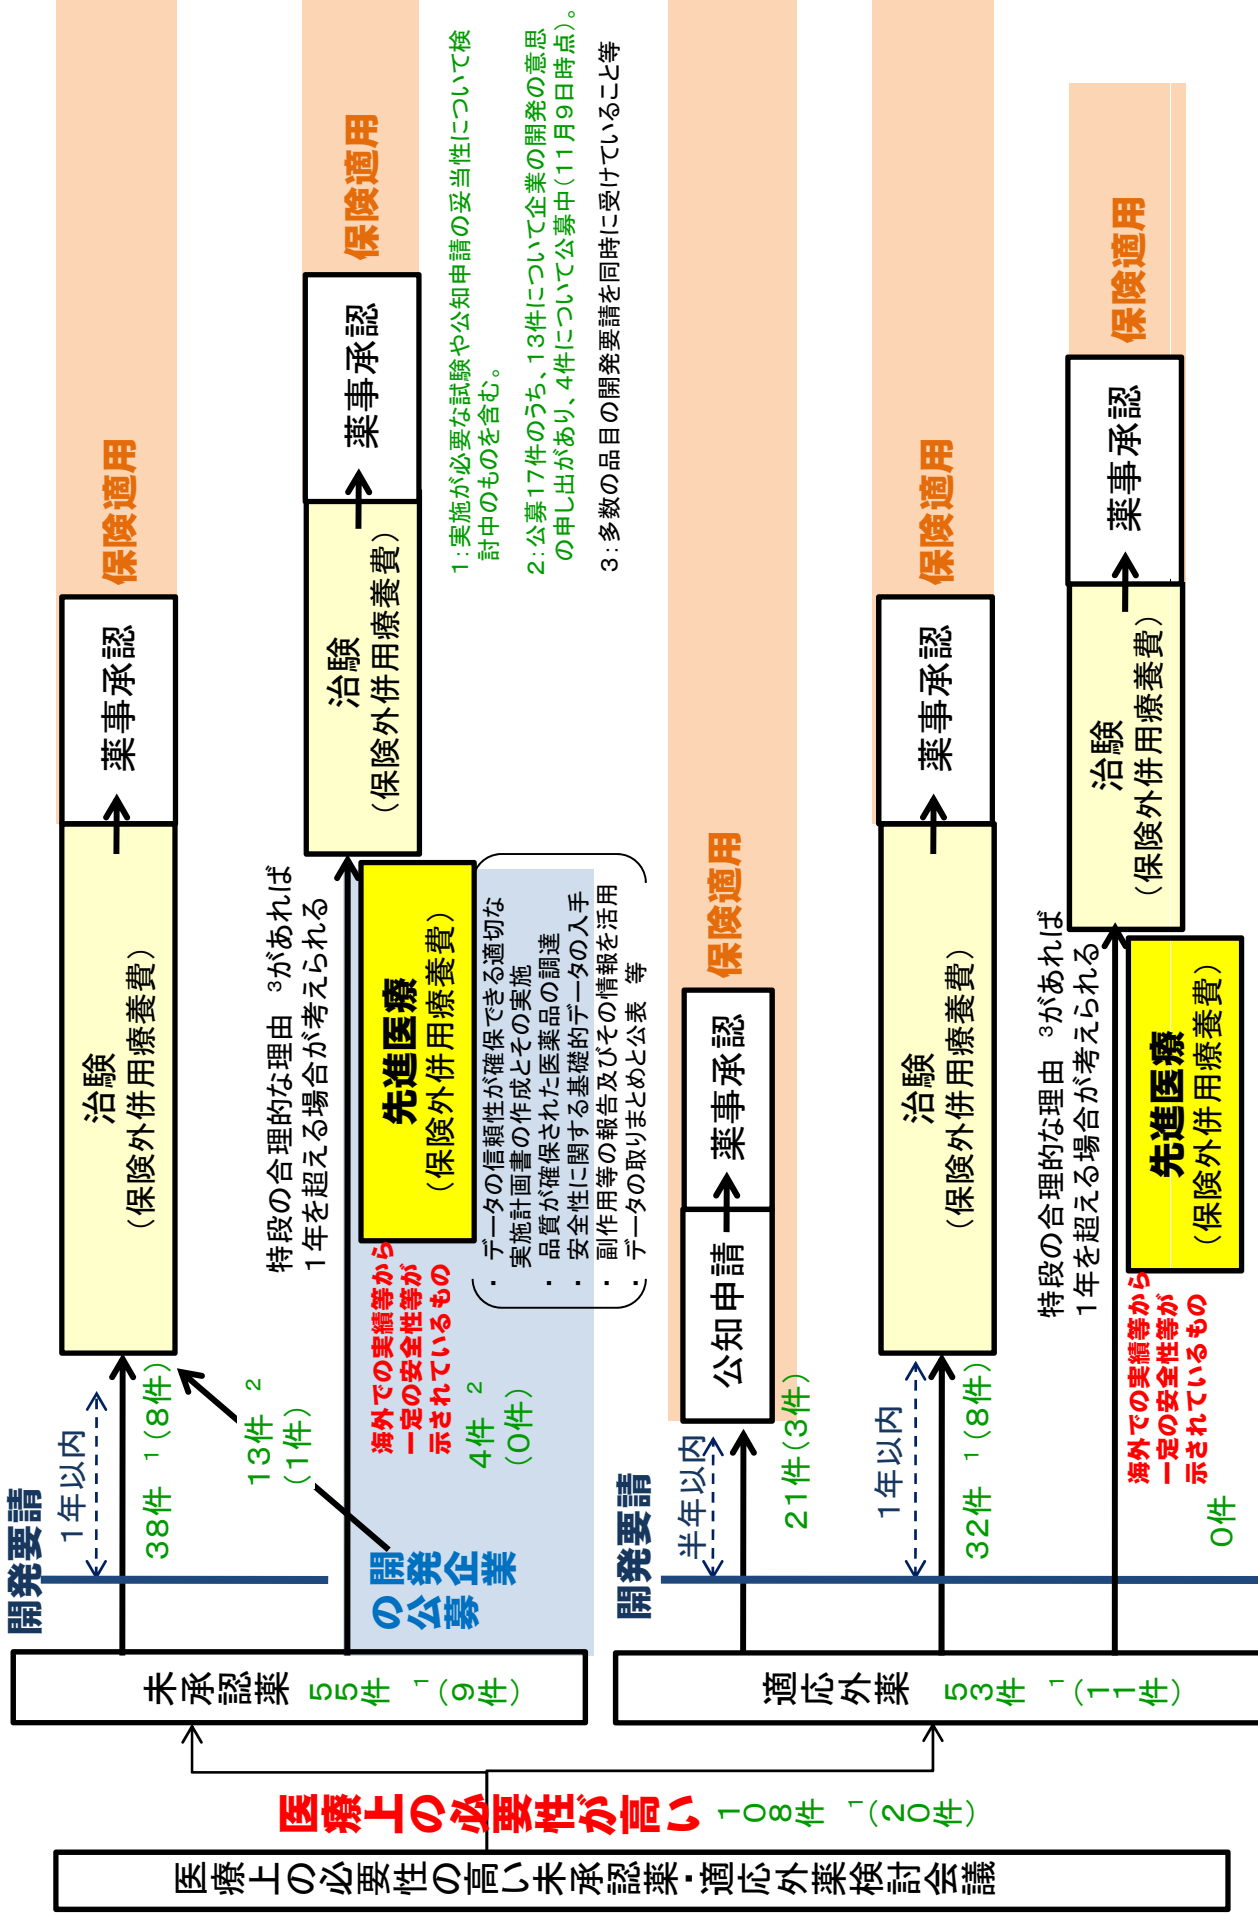 医療上の必要性の高い未承認薬・適応外薬検討会議
医療上の必要性が高い 108件 1(20件)
未承認薬 55件 1(9件)
開発要請
1年以内
38件 1(8件)
治験
(保険外併用療養費)
薬事承認
保険適用
13件 2
(1件)
開発企業
の公募
特段の合理的な理由 3があれば
1年を超える場合が考えられる
海外での実績等から
一定の安全性等が
示されているもの
4件 2
(0件)
先進医療
(保険外併用療養費)
・ データの信頼性が確保できる適切な
実施計画書の作成とその実施
・ 品質が確保された医薬品の調達
・ 安全性に関する基礎的データの入手
・ 副作用等の報告及びその情報を活用
・ データの取りまとめと公表 等
治験
(保険外併用療養費)
薬事承認
保険適用
1:実施が必要な試験や公知申請の妥当性について検
討中のものを含む。
2:公募17件のうち、13件について企業の開発の意思
の申し出があり、4件について公募中(11月9日時点)。
3:多数の品目の開発要請を同時に受けていること等
適応外薬 53件 1(11件)
開発要請
半年以内
21件(3件)
公知申請
薬事承認
保険適用
1年以内
32件 1(8件)
治験
(保険外併用療養費)
薬事承認
保険適用
特段の合理的な理由 3があれば
1年を超える場合が考えられる
海外での実績等から
一定の安全性等が
示されているもの
0件
先進医療
(保険外併用療養費)
治験
(保険外併用療養費)
薬事承認
保険適用